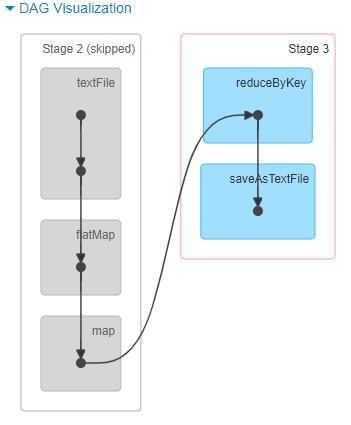 DAG Visualization
Stage 2 (skipped)
textFile
flatMap
map
Stage 3
reduceByKey
saveAsTextFile